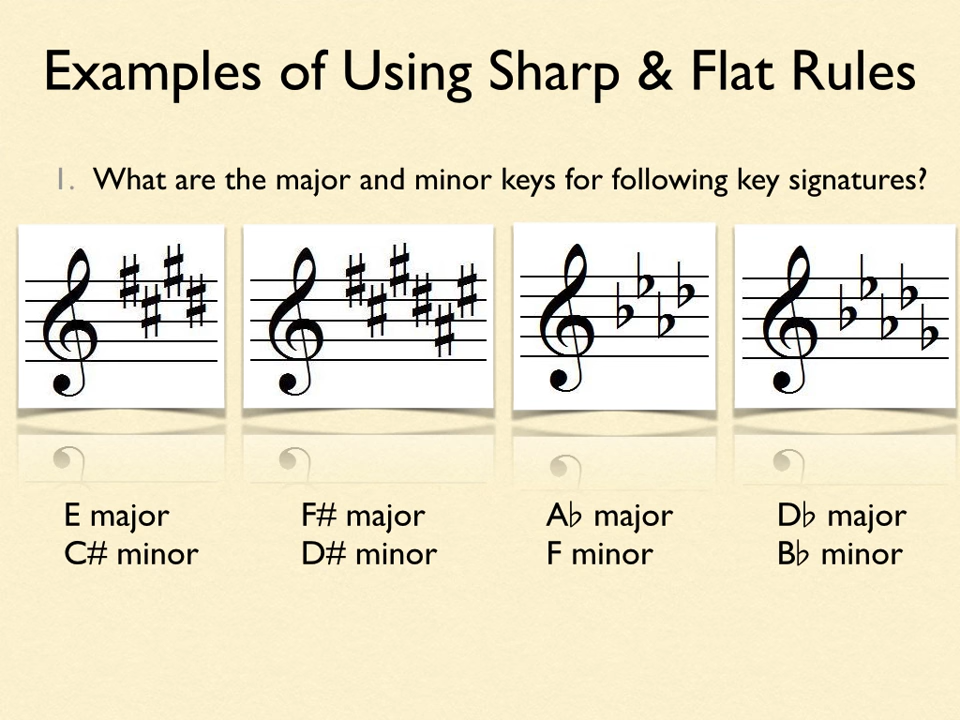 Examples of Using Sharp & Flat Rules
1. What are the major and minor keys for following key signatures?
E major
C# minor
F# major
D# minor
A♭ major
F minor
D♭ major
B♭ minor